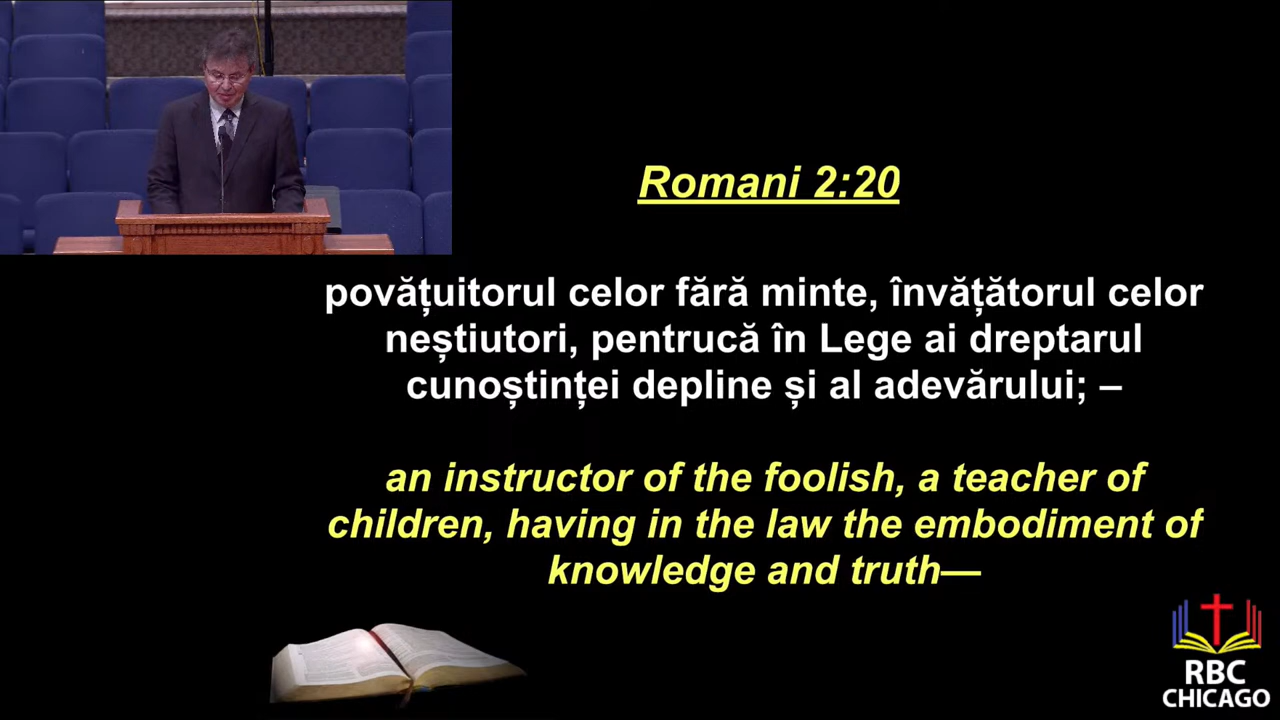 Romani 2:20
povățuitorul celor fără minte, învățătorul celor
neștiutori, pentrucă în Lege ai dreptarul
cunoștinței depline și al adevărului; –
an instructor of the foolish, a teacher of
children, having in the law the embodiment of
knowledge and truth—
RBC
CHICAGO